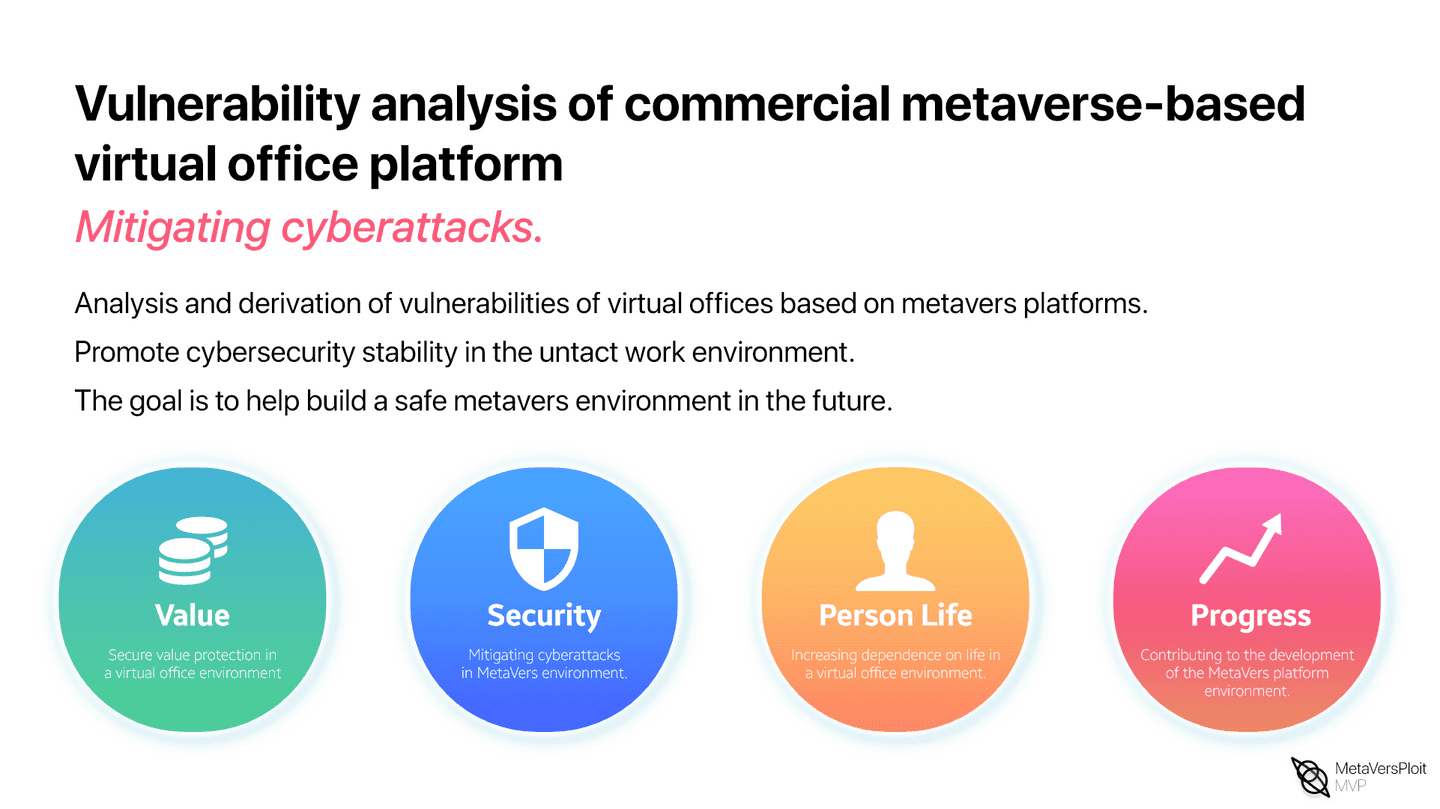 Vulnerability analysis of commercial metaverse-based
virtual office platform
Mitigating cyberattacks.
Analysis and derivation of vulnerabilities of virtual offices based on metavers platforms.
Promote cybersecurity stability in the untact work environment.
The goal is to help build a safe metavers environment in the future.
Value
Secure value protection in
a virtual office environment
Security
Mitigating cyberattacks
in MetaVers environment.
Person Life
Increasing dependence on life in
a virtual office environment.
Progress
Contributing to the development
of the MetaVers platform
environment.
MetaVersPloit
MVP